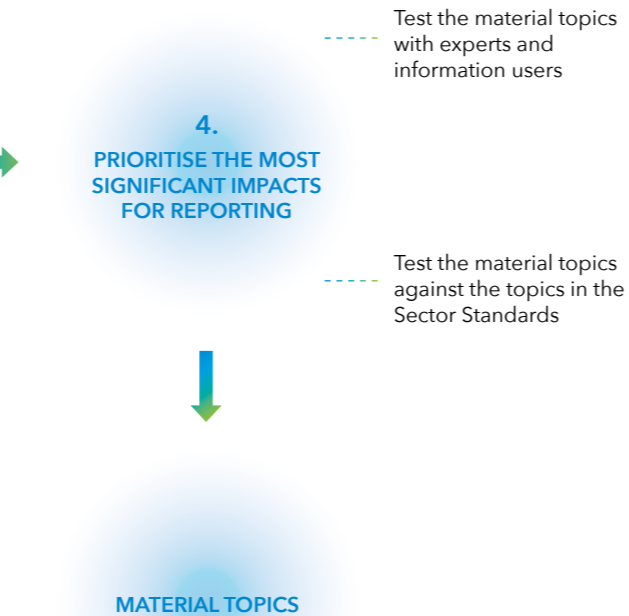 Test the material topics
with experts and
information users
4.
PRIORITISE THE MOST
SIGNIFICANT IMPACTS
FOR REPORTING
Test the material topics
against the topics in the
Sector Standards
MATERIAL TOPICS